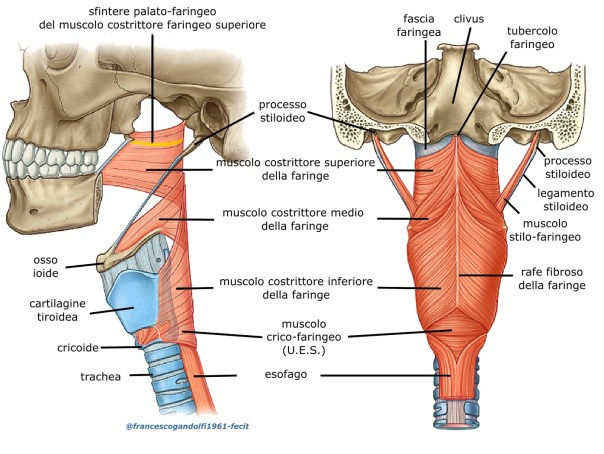 sfintere palato-faringeo
del muscolo costrittore faringeo superiore
fascia
faringea
clivus
tubercolo
faringeo
processo
stiloideo
muscolo costrittore superiore
della faringe
processo
stiloideo
legamento
stiloideo
muscolo costrittore medio
della faringe
muscolo
stilo-faringeo
osso
ioide
muscolo costrittore inferiore
della faringe
rafe fibroso
della faringe
cartilagine
tiroidea
muscolo
crico-faringeo
(U.E.S.)
cricoide
trachea
esofago
@francescogandolfi1961-fecit